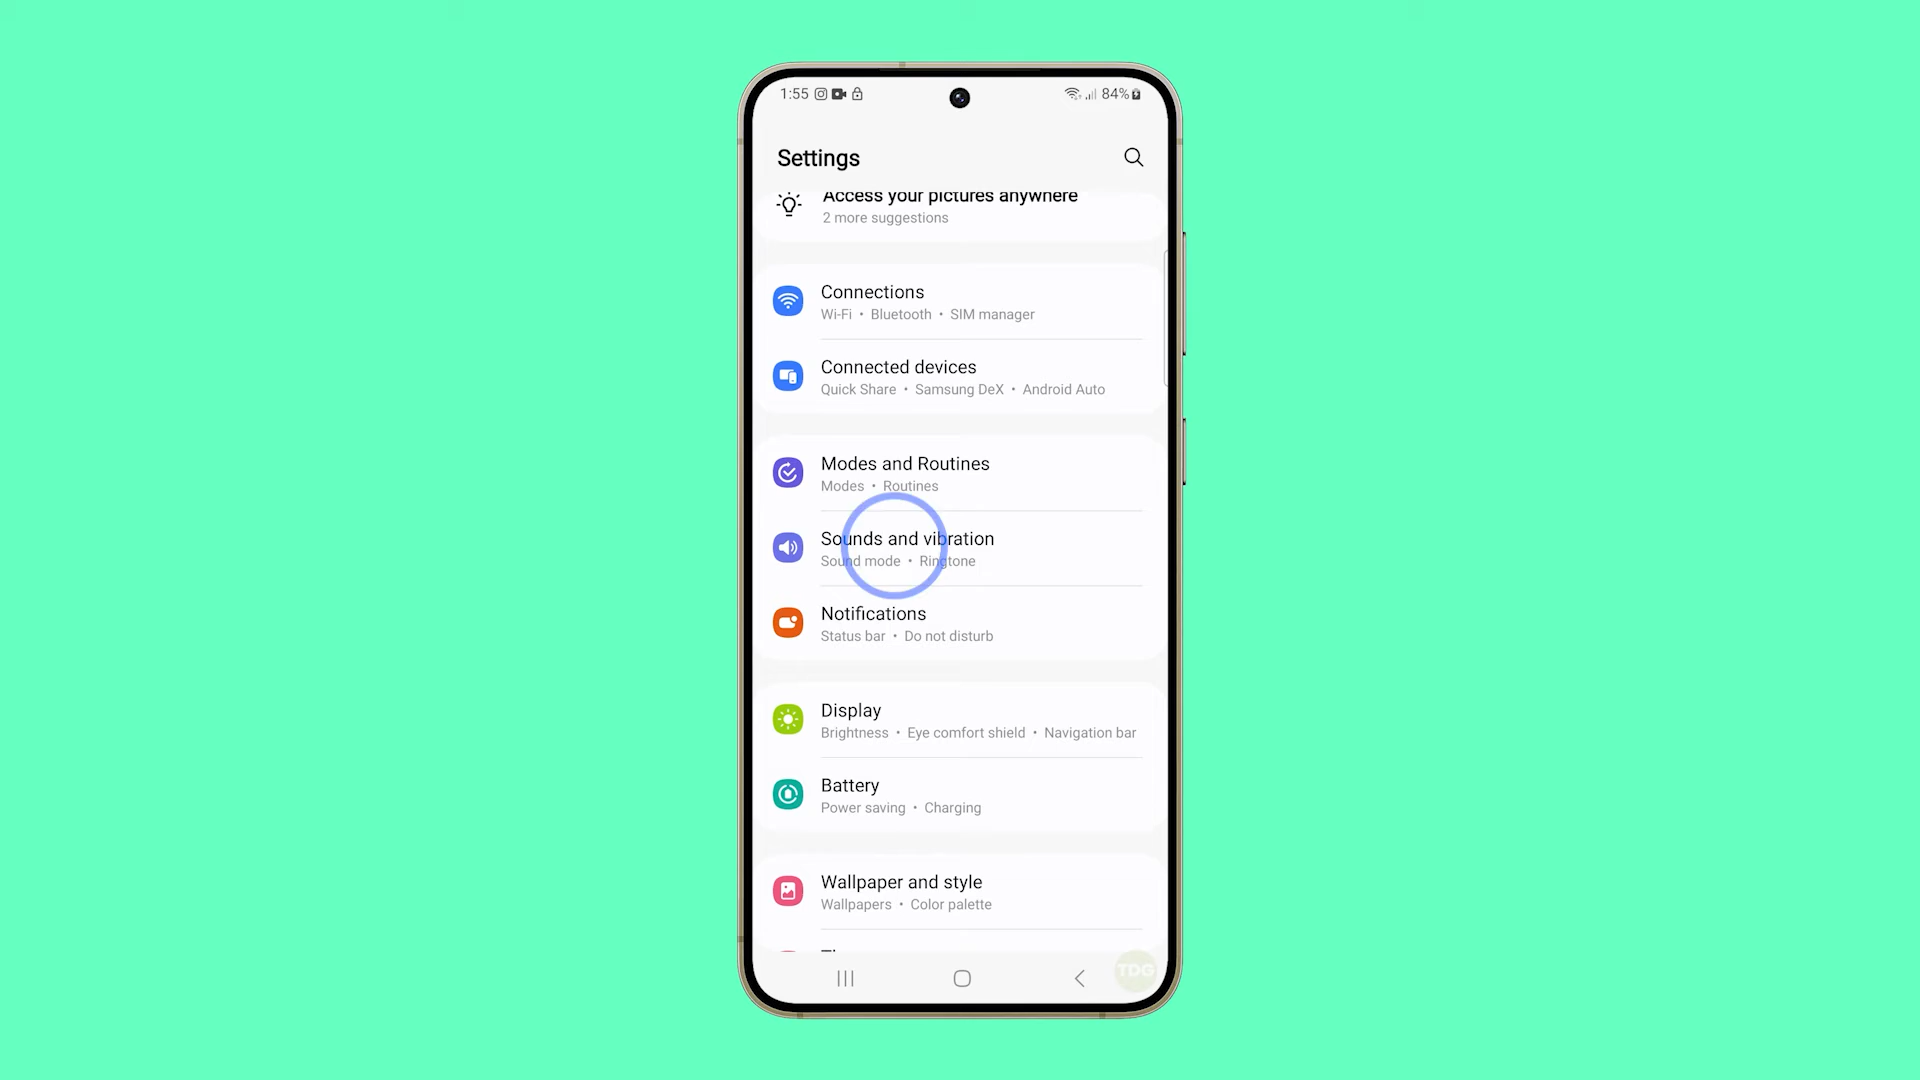 1:55
84%
Settings
Access your pictures anywhere
2 more suggestions
Connections
Wi-Fi • Bluetooth • SIM manager
Connected devices
Quick Share • Samsung DeX • Android Auto
Modes and Routines
Modes • Routines
Sounds and vibration
Sound mode • Ringtone
Notifications
Status bar • Do not disturb
Display
Brightness • Eye comfort shield • Navigation bar
Battery
Power saving • Charging
Wallpaper and style
Wallpapers • Color palette
TDG